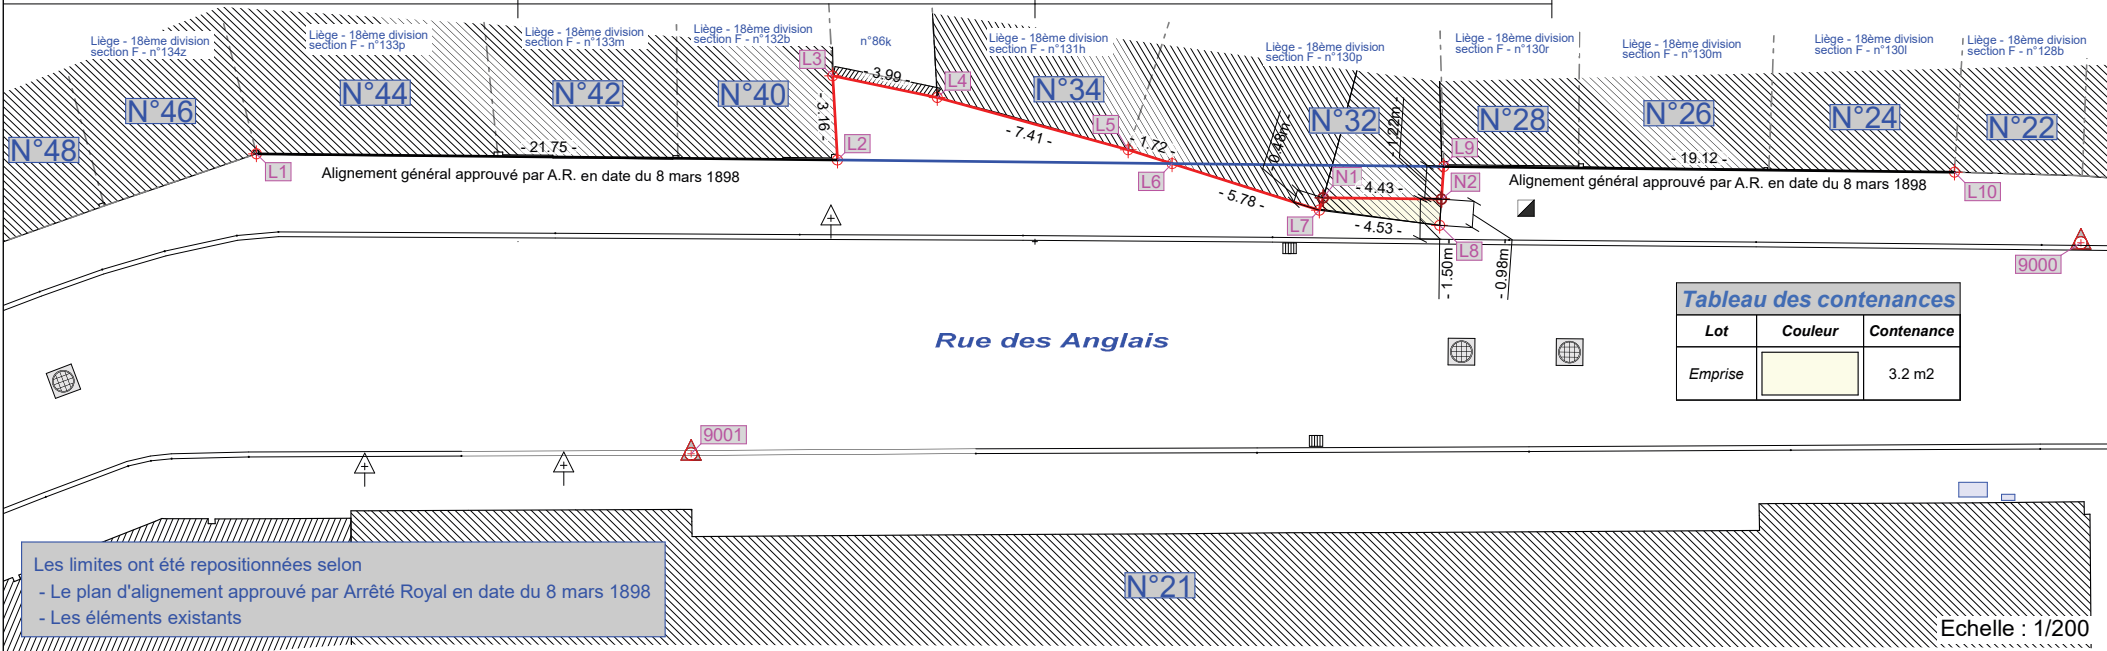 Liège - 18ème division
section F - n°134z
Liège - 18ème division
section F - n°133p
Liège - 18ème division
section F - n°133m
Liège - 18ème division
section F - n°132b
n°86k
Liège - 18ème division
section F - n°131h
Liège - 18ème division
section F - n°130p
Liège - 18ème division
section F - n°130r
Liège - 18ème division
section F - n°130m
Liège - 18ème division
section F - n°130l
Liège - 18ème division
section F - n°128b
N°48
N°46
N°44
N°42
N°40
N°34
N°32
N°28
N°26
N°24
N°22
L3
- 3.99 -
L4
- 3.16 -
- 7.41 -
L5
- 1.72 -
- 0.49m -
- 1.22m -
L1
- 21.75 -
L2
L6
- 5.78 -
N1
- 4.43 -
L9
N2
- 19.12 -
L10
Alignement général approuvé par A.R. en date du 8 mars 1898
Alignement général approuvé par A.R. en date du 8 mars 1898
L7
- 4.53 -
L8
- 1.50m -
- 0.98m -
9000
Rue des Anglais
Tableau des contenances
Lot Couleur Contenance
Emprise 3.2 m2
9001
Les limites ont été repositionnées selon
- Le plan d'alignement approuvé par Arrêté Royal en date du 8 mars 1898
- Les éléments existants
N°21
Echelle : 1/200